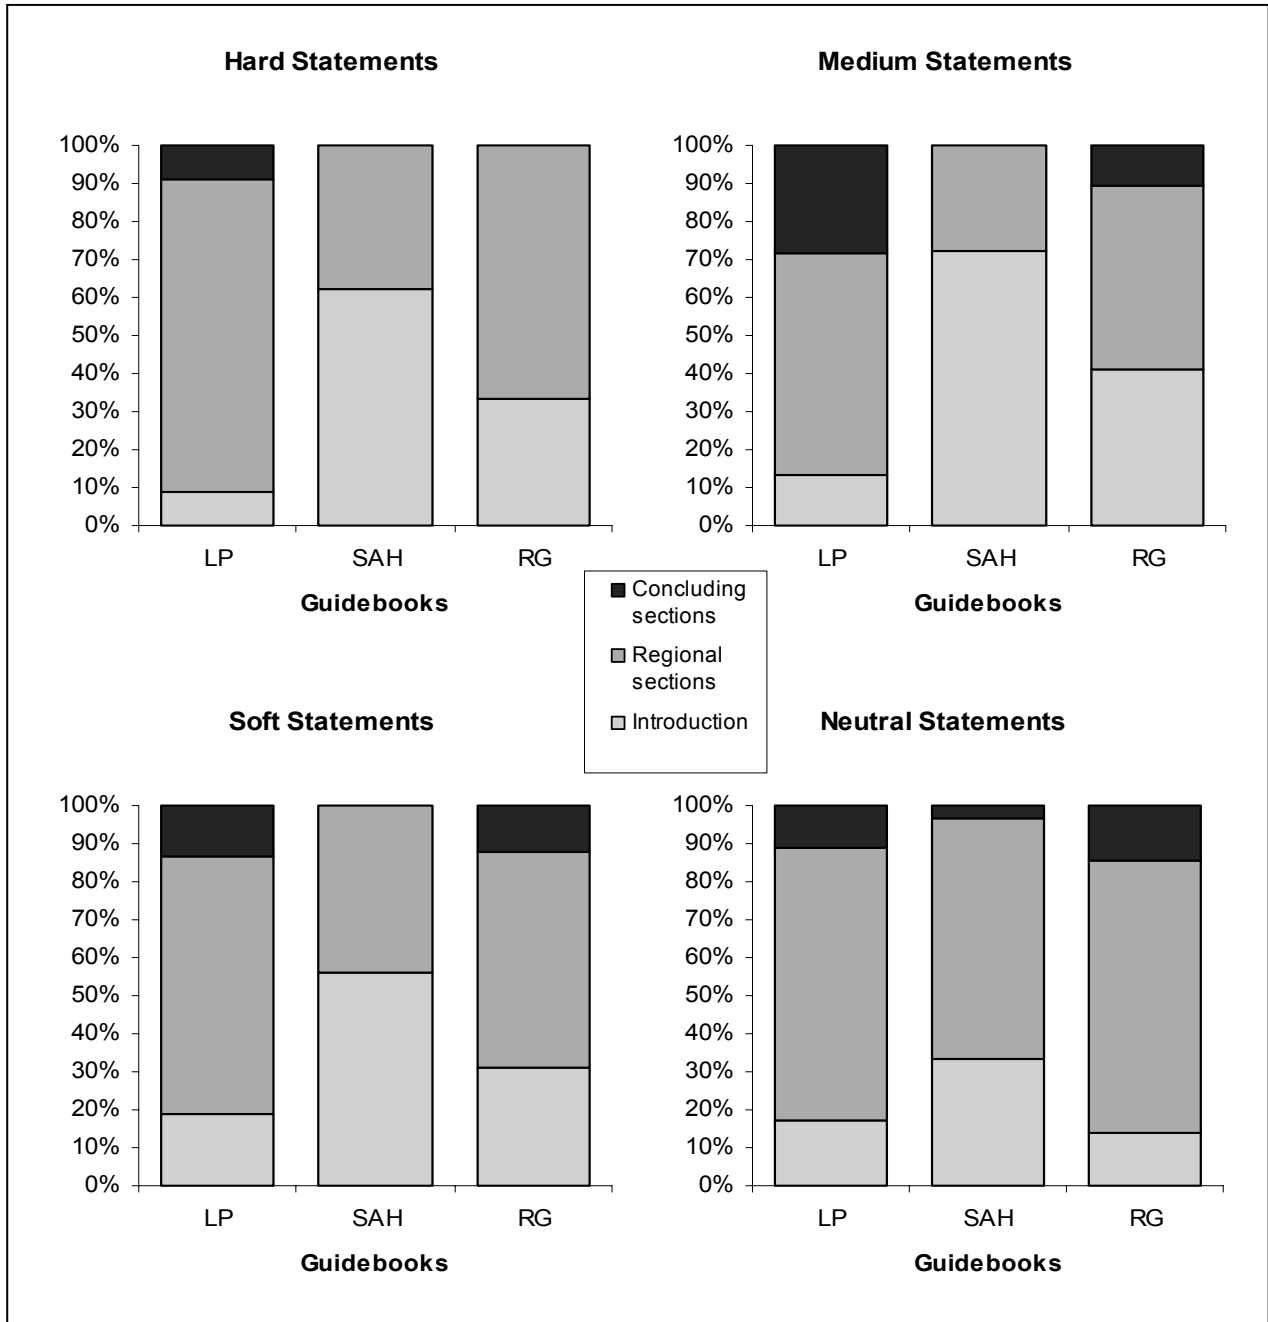 Hard Statements
100%
90%
80%
70%
60%
50%
40%
30%
20%
10%
0%
LP SAH RG
Guidebooks
Medium Statements
100%
90%
80%
70%
60%
50%
40%
30%
20%
10%
0%
LP SAH RG
Guidebooks
Concluding
sections
Regional
sections
Introduction
Soft Statements
100%
90%
80%
70%
60%
50%
40%
30%
20%
10%
0%
LP SAH RG
Guidebooks
Neutral Statements
100%
90%
80%
70%
60%
50%
40%
30%
20%
10%
0%
LP SAH RG
Guidebooks